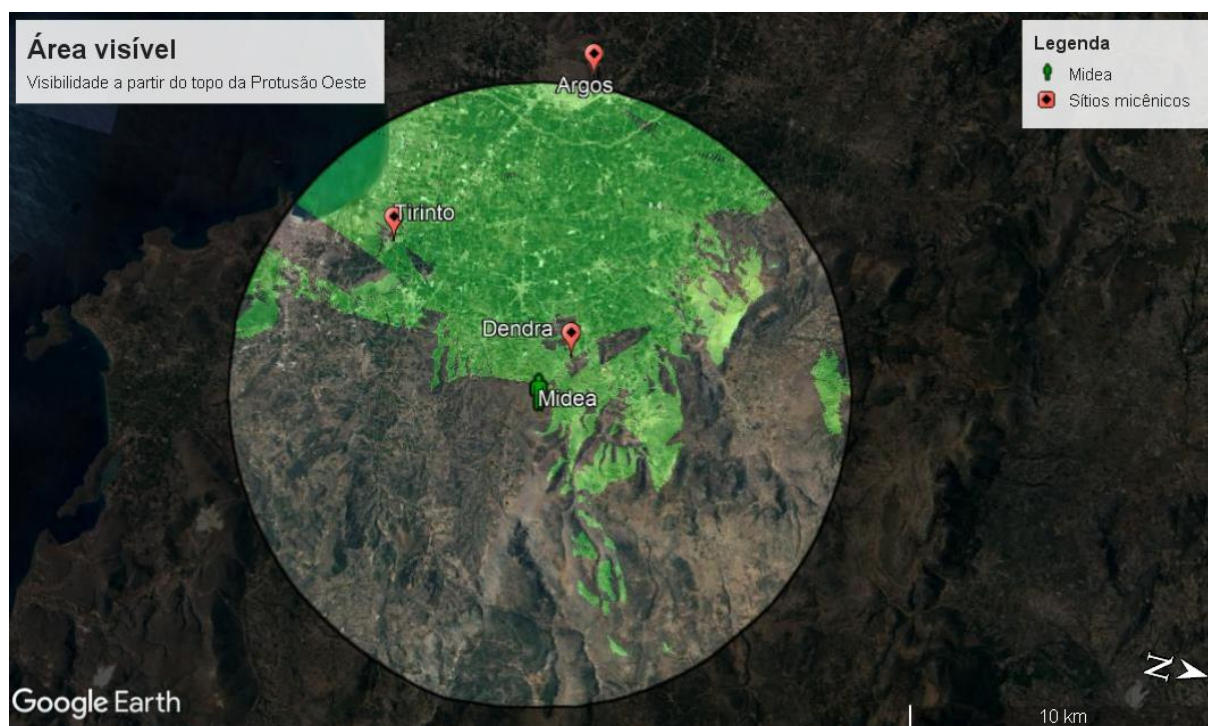 Área visível
Visibilidade a partir do topo da Protusão Oeste
Legenda
Midea
Sítios micênicos
Argos
Tirinto
Dendra
Midea
N
Google Earth
10 km